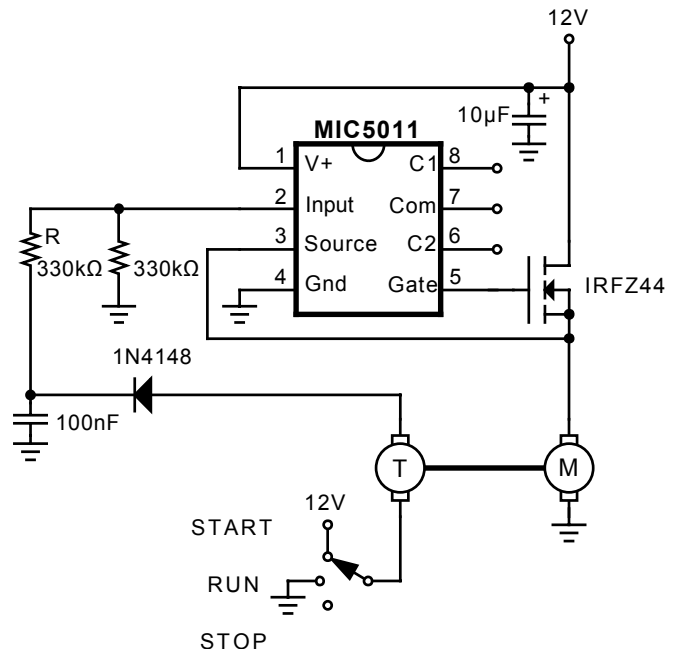 12V
10µF +
MIC5011
1 V+ C1 8
2 Input Com 7
3 Source C2 6
4 Gnd Gate 5
R
330kΩ 330kΩ
IRFZ44
1N4148
100nF
T M
12V
START
RUN
STOP